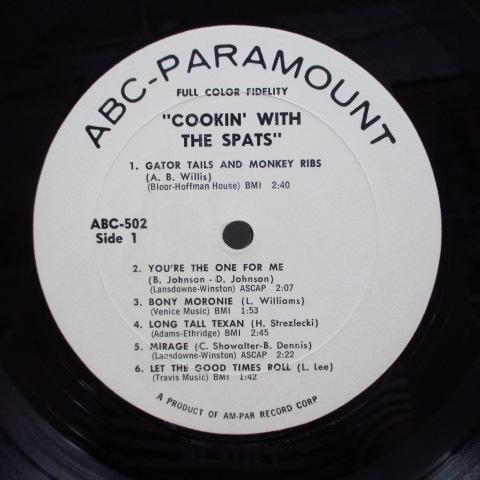 ABC-PARAMOUNT
FULL COLOR FIDELITY
"COOKIN' WITH
THE SPATS"
1. GATOR TAILS AND MONKEY RIBS
(A. B. Willis)
(Bloor-Hoffman House) BMI 2:40
ABC-502
Side 1
2. YOU'RE THE ONE FOR ME
(B. Johnson - D. Johnson)
(Lansdowne-Winston) ASCAP 2:07
3. BONY MORONIE (L. Williams)
(Venice Music) BMI 1:53
4. LONG TALL TEXAN (H. Strezlecki)
(Adams-Ethridge) BMI 2:45
5. MIRAGE (C. Showalter-B. Dennis)
(Lansdowne-Winston) ASCAP 2:22
6. LET THE GOOD TIMES ROLL (L. Lee)
(Travis Music) BMI 1:42
A PRODUCT OF AM-PAR RECORD CORP